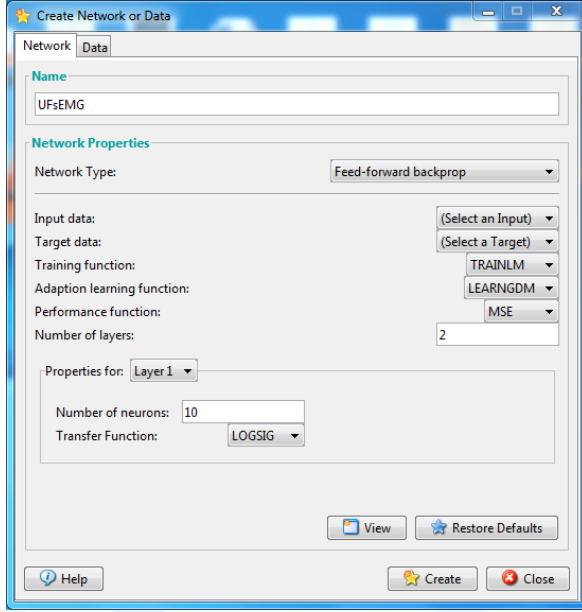 Create Network or Data
Network Data
Name
UFsEMG
Network Properties
Network Type: Feed-forward backprop
Input data: (Select an Input)
Target data: (Select a Target)
Training function: TRAINLM
Adaption learning function: LEARNGDM
Performance function: MSE
Number of layers: 2
Properties for: Layer 1
Number of neurons: 10
Transfer Function: LOGSIG
View Restore Defaults
Help Create Close